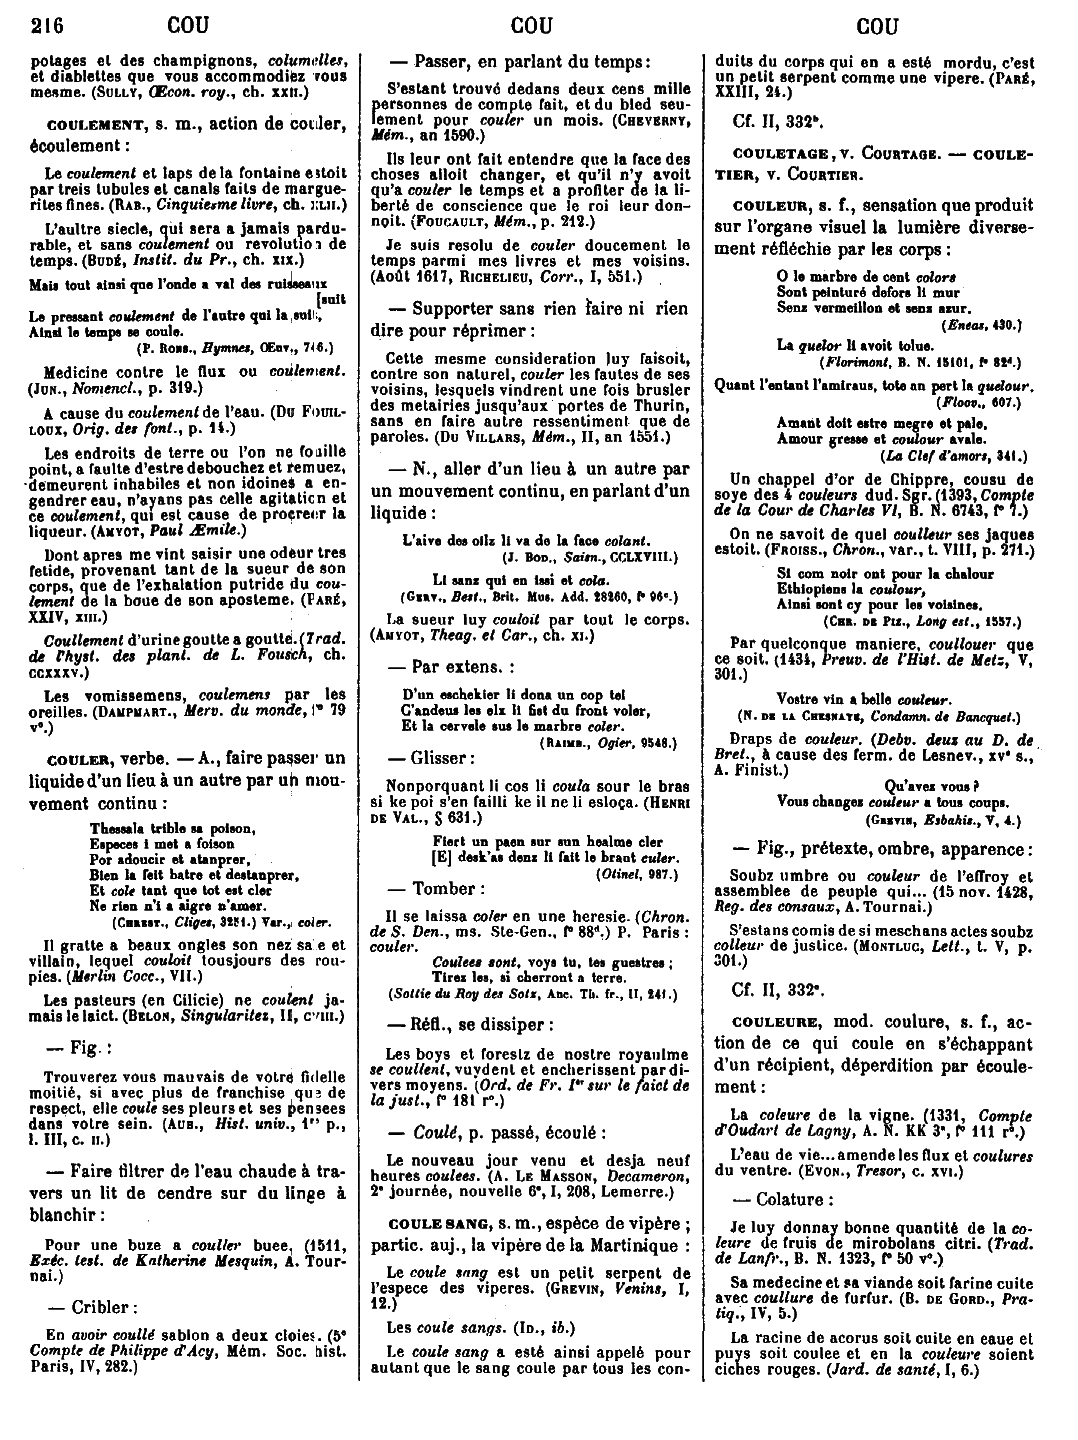 216 COU COU COU
potages et des champignons, columelles,
et diablettes que vous accommodiez vous
mesme. (SULLY, Œcon. roy., ch. XXII.)
COULEMENT, s. m., action de couler,
écoulement :
Le coulement et laps de la fontaine estoit
par treis tubules et canals faits de margue-
rites fines. (RAB., Cinquiesme livre, ch. XLII.)
L'aultre siecle, qui sera a jamais pardu-
rable, et sans coulement ou revolution de
temps. (BUDÉ, Instit. du Pr., ch. XIX.)
Mais tout ainsi que l'onde a val des ruisseaux
[suit
Le pressant coulement de l'autre qui la suit,
Ainsi le temps se coule.
(P. RONS., Hymnes, Œuv., 746.)
Medicine contre le flux ou coulement.
(JUN., Nomencl., p. 319.)
A cause du coulement de l'eau. (DU FOUIL-
LOUX, Orig. des font., p. 14.)
Les endroits de terre ou l'on ne fouille
point, a faulte d'estre debouchez et remuez,
demeurent inhabiles et non idoines a en-
gendrer eau, n'ayans pas celle agitation et
ce coulement, qui est cause de procreer la
liqueur. (AMYOT, Paul Æmile.)
Dont apres me vint saisir une odeur tres
fetide, provenant tant de la sueur de son
corps, que de l'exhalation putride du cou-
lement de la boue de son aposteme. (PARÉ,
XXIV, XIII.)
Coullement d'urine goutte a goutte. (Trad.
de l'hyst. des plant. de L. Fousch, ch.
CCXXXV.)
Les vomissemens, coulemens par les
oreilles. (DAMPMART., Merv. du monde, f° 79
v°.)
COULER, verbe. — A., faire passer un
liquide d'un lieu à un autre par un mou-
vement continu :
Thessala trible sa poison,
Especes i met a foison
Por adoucir et atanprer,
Bien la feit batre et destanprer,
Et cole tant que tot est cler
Ne rien n'i a aigre n'amer.
(CHREST., Cliges, 3251.) Var., coler.
Il gratte a beaux ongles son nez sale et
villain, lequel couloit tousjours des rou-
pies. (Merlin Cocc., VII.)
Les pasteurs (en Cilicie) ne coulent ja-
mais le laict. (BELON, Singularitez, II, CVIII.)
— Fig. :
Trouverez vous mauvais de votre fidelle
moitié, si avec plus de franchise que de
respect, elle coule ses pleurs et ses pensees
dans votre sein. (AUB., Hist. univ., 1re p.,
l. III, c. II.)
— Faire filtrer de l'eau chaude à tra-
vers un lit de cendre sur du linge à
blanchir :
Pour une buze a couller buee. (1511,
Exéc. test. de Katherine Mesquin, A. Tour-
nai.)
— Cribler :
En avoir coullé sablon a deux cloies. (5e
Compte de Philippe d'Acy, Mém. Soc. hist.
Paris, IV, 282.)
— Passer, en parlant du temps :
S'estant trouvé dedans deux cens mille
personnes de compte fait, et du bled seu-
lement pour couler un mois. (CHEVERNY,
Mém., an 1590.)
Ils leur ont fait entendre que la face des
choses alloit changer, et qu'il n'y avoit
qu'a couler le temps et a profiter de la li-
berté de conscience que le roi leur don-
noit. (FOUCAULT, Mém., p. 212.)
Je suis resolu de couler doucement le
temps parmi mes livres et mes voisins.
(Août 1617, RICHELIEU, Corr., I, 551.)
— Supporter sans rien faire ni rien
dire pour réprimer :
Cette mesme consideration luy faisoit,
contre son naturel, couler les fautes de ses
voisins, lesquels vindrent une fois brusler
des metairies jusqu'aux portes de Thurin,
sans en faire autre ressentiment que de
paroles. (DU VILLARS, Mém., II, an 1551.)
— N., aller d'un lieu à un autre par
un mouvement continu, en parlant d'un
liquide :
L'aive des oilz li va de la face colant.
(J. BOD., Saisn., CCLXVIII.)
Li sans qui en issi et cola.
(GERV., Best., Brit. Mus. Add. 28260, f° 96c.)
La sueur luy couloit par tout le corps.
(AMYOT, Theag. et Car., ch. XI.)
— Par extens. :
D'un eschekier li dona un cop tel
C'andeus les elx li fist du front voler,
Et la cervele sus le marbre coler.
(RAIMB., Ogier, 9546.)
— Glisser :
Nonporquant li cos li coula sour le bras
si ke poi s'en failli ke il ne li esloça. (HENRI
DE VAL., § 631.)
Fiert un paen sur sun healme cler
[E] desk'as denz li fait le brant culer.
(Otinel, 987.)
— Tomber :
Il se laissa coler en une heresie. (Chron.
de S. Den., ms. Ste-Gen., f° 88d.) P. Paris :
couler.
Coulees sont, voys tu, tes guestres ;
Tirez les, si cherront a terre.
(Sottie du Roy des Sotz, Anc. Th. fr., II, 241.)
— Réfl., se dissiper :
Les boys et forestz de nostre royaulme
se coullent, vuydent et encherissent par di-
vers moyens. (Ord. de Fr. Ier sur le faict de
la just., f° 181 r°.)
— Coulé, p. passé, écoulé :
Le nouveau jour venu et desja neuf
heures coulees. (A. LE MASSON, Decameron,
2e journée, nouvelle 6e, I, 208, Lemerre.)
COULE SANG, s. m., espèce de vipère ;
partic. auj., la vipère de la Martinique :
Le coule sang est un petit serpent de
l'espece des viperes. (GREVIN, Venins, I,
12.)
Les coule sangs. (ID., ib.)
Le coule sang a esté ainsi appelé pour
autant que le sang coule par tous les con-
duits du corps qui en a esté mordu, c'est
un petit serpent comme une vipere. (PARÉ,
XXIII, 24.)
Cf. II, 332b.
COULETAGE, v. COURTAGE. — COULE-
TIER, v. COURTIER.
COULEUR, s. f., sensation que produit
sur l'organe visuel la lumière diverse-
ment réfléchie par les corps :
O le marbre de cent colors
Sont peinturé defors li mur
Senz vermeillon et senz azur.
(Eneas, 430.)
La quelor li avoit tolue.
(Florimont, B. N. 15101, f° 82d.)
Quant l'entant l'amiraus, tote an pert la quelour.
(Floov., 607.)
Amant doit estre megre et pale,
Amour gresse et coulour avale.
(La Clef d'amors, 341.)
Un chappel d'or de Chippre, cousu de
soye des 4 couleurs dud. Sgr. (1393, Compte
de la Cour de Charles VI, B. N. 6743, f° 7.)
On ne savoit de quel coulleur ses jaques
estoit. (FROISS., Chron., var., t. VIII, p. 271.)
Si com noir ont pour la chalour
Ethiopiens la coulour,
Ainsi sont cy pour les voisines.
(CHR. DE PIZ., Long est., 1557.)
Par quelconque maniere, coullouer que
ce soit. (1434, Preuv. de l'Hist. de Metz, V,
301.)
Vostre vin a belle couleur.
(N. DE LA CHESNAYE, Condamn. de Bancquet.)
Draps de couleur. (Debv. deuz au D. de
Bret., à cause des ferm. de Lesnev., XVe s.,
A. Finist.)
Qu'avez vous ?
Vous changez couleur a tous coups.
(GREVIN, Esbahis., V, 4.)
— Fig., prétexte, ombre, apparence :
Soubz umbre ou couleur de l'effroy et
assemblee de peuple qui... (15 nov. 1428,
Reg. des consaux, A. Tournai.)
S'estans comis de si meschans actes soubz
colleur de justice. (MONTLUC, Lett., t. V, p.
301.)
Cf. II, 332a.
COULEURE, mod. coulure, s. f., ac-
tion de ce qui coule en s'échappant
d'un récipient, déperdition par écoule-
ment :
La coleure de la vigne. (1331, Compte
d'Oudart de Lagny, A. N. KK 3a, f° 111 r°.)
L'eau de vie... amende les flux et coulures
du ventre. (EVON., Tresor, c. XVI.)
— Colature :
Je luy donnay bonne quantité de la co-
leure de fruis de mirobolans citri. (Trad.
de Lanfr., B. N. 1323, f° 50 v°.)
Sa medecine et sa viande soit farine cuite
avec coullure de furfur. (B. DE GORD., Pra-
tiq., IV, 5.)
La racine de acorus soit cuite en eaue et
puys soit coulee et en la couleure soient
ciches rouges. (Jard. de santé, I, 6.)